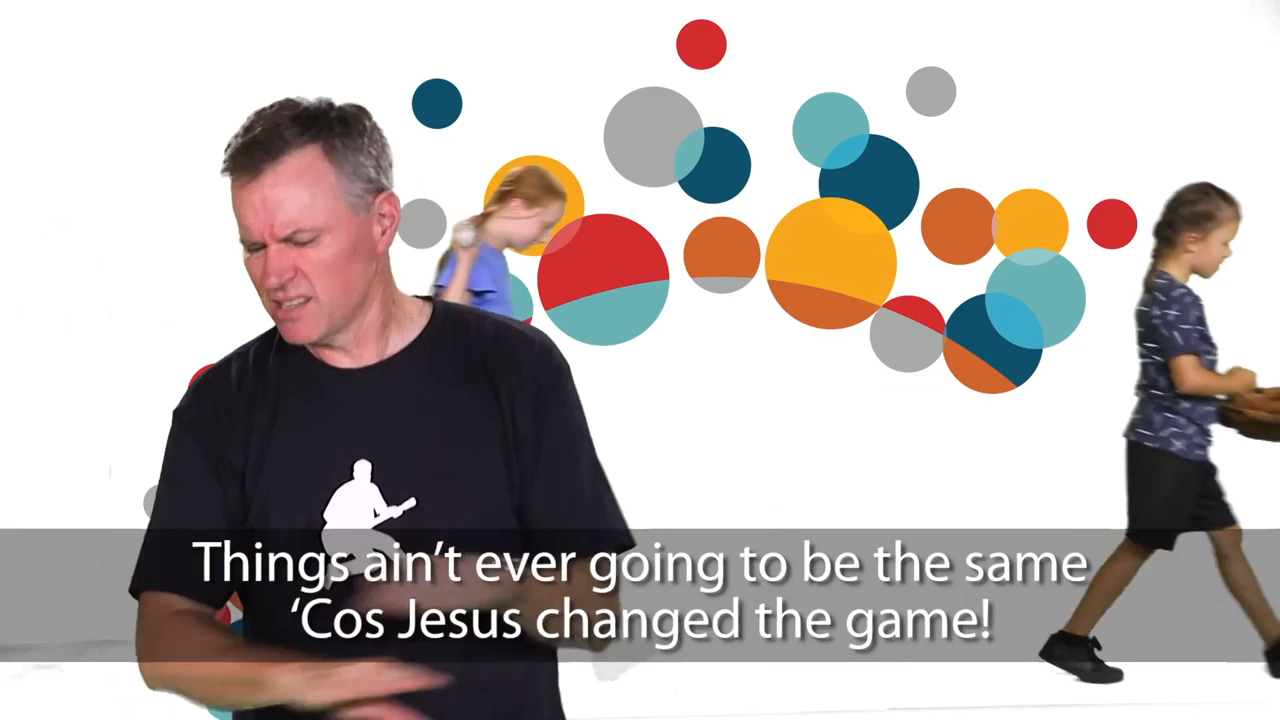 Things ain’t ever going to be the same
‘Cos Jesus changed the game!